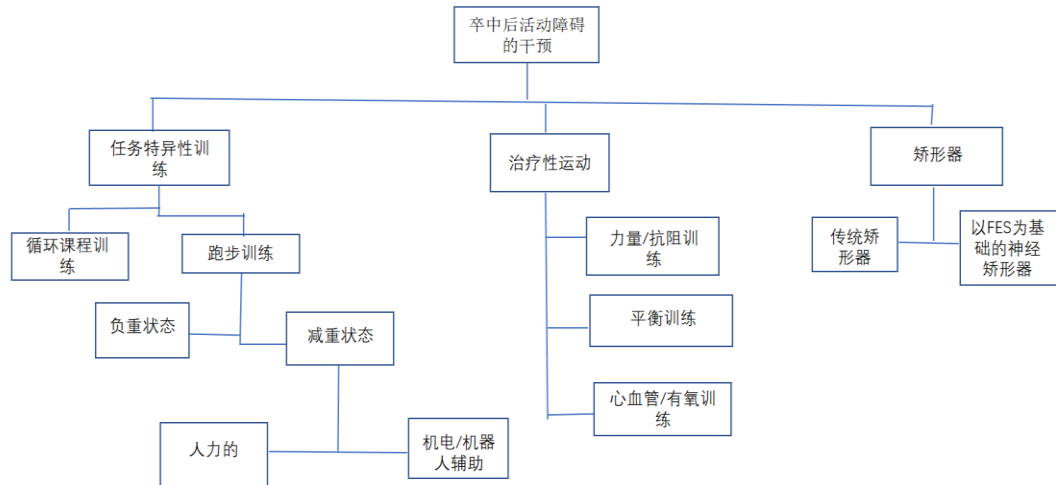 卒中后活动障碍
的干预
任务特异性训
练
治疗性运动
矫形器
循环课程训
练
跑步训练
力量/抗阻训
练
传统矫
形器
以FES为基
础的神经
矫形器
负重状态
减重状态
平衡训练
心血管/有氧训
练
人力的
机电/机器
人辅助